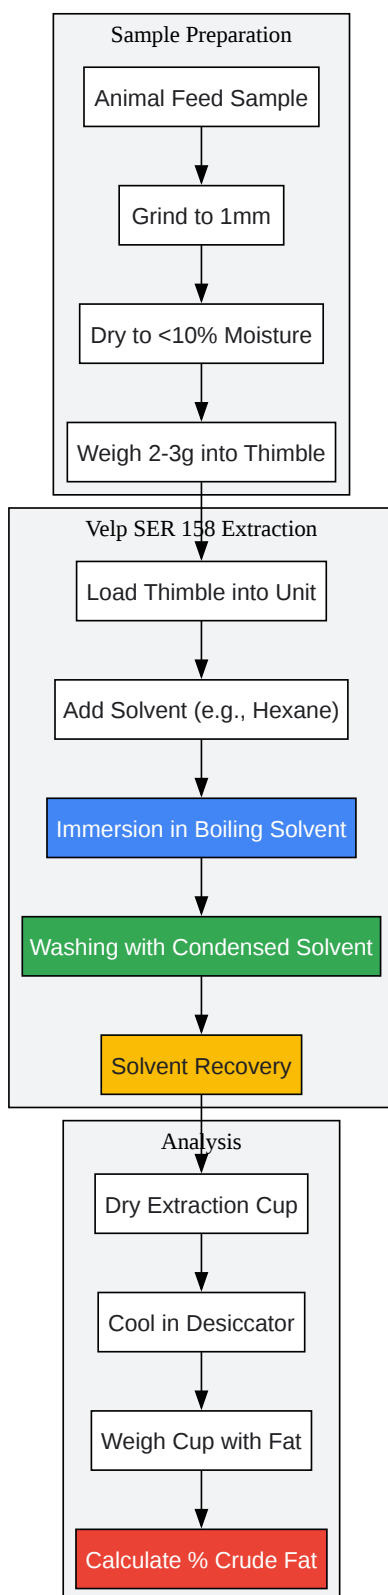 Sample Preparation
Animal Feed Sample
Grind to 1mm
Dry to <10% Moisture
Weigh 2-3g into Thimble
Velp SER 158 Extraction
Load Thimble into Unit
Add Solvent (e.g., Hexane)
Immersion in Boiling Solvent
Washing with Condensed Solvent
Solvent Recovery
Analysis
Dry Extraction Cup
Cool in Desiccator
Weigh Cup with Fat
Calculate % Crude Fat